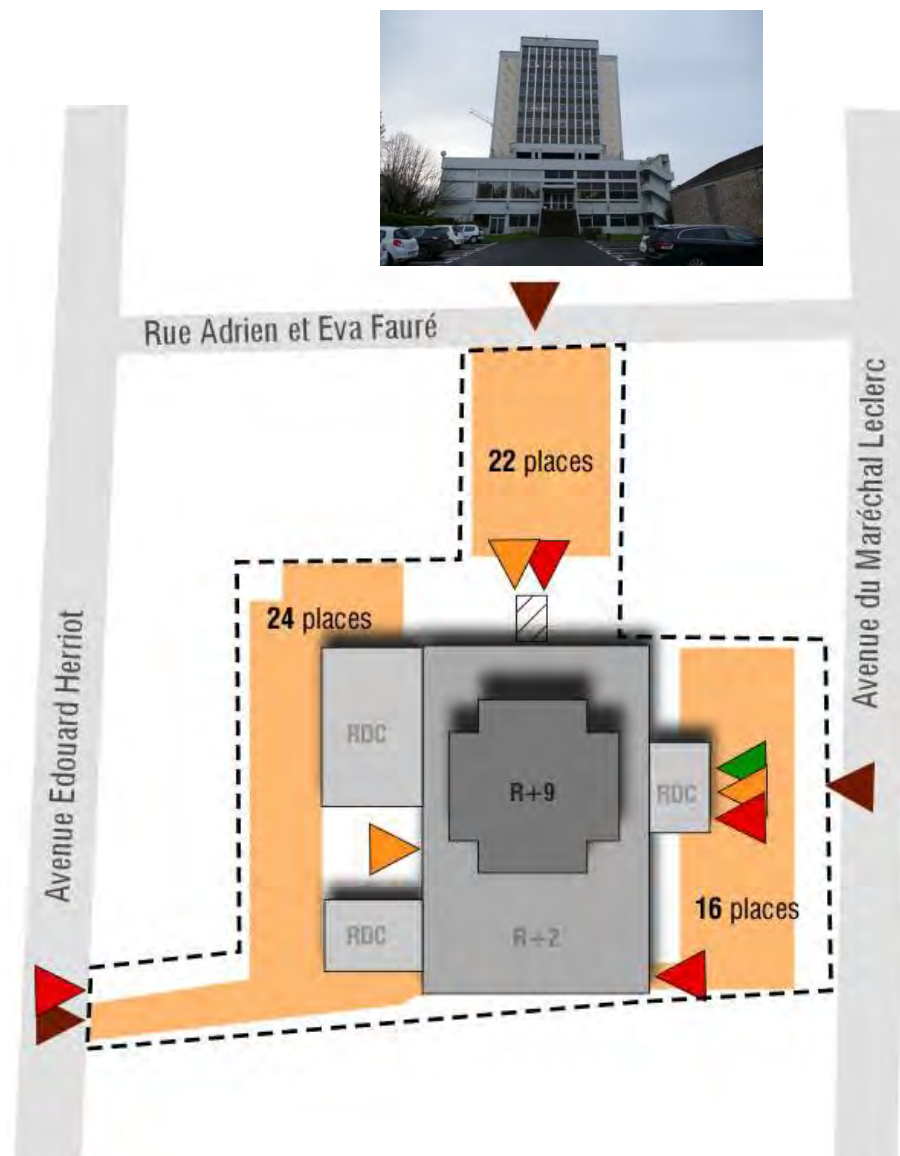 Rue Adrien et Eva Fauré
Avenue du Maréchal Leclerc
22 places
24 places
Avenue Edouard Herriot
RDC
R+9
RDC
16 places
RDC
R+2